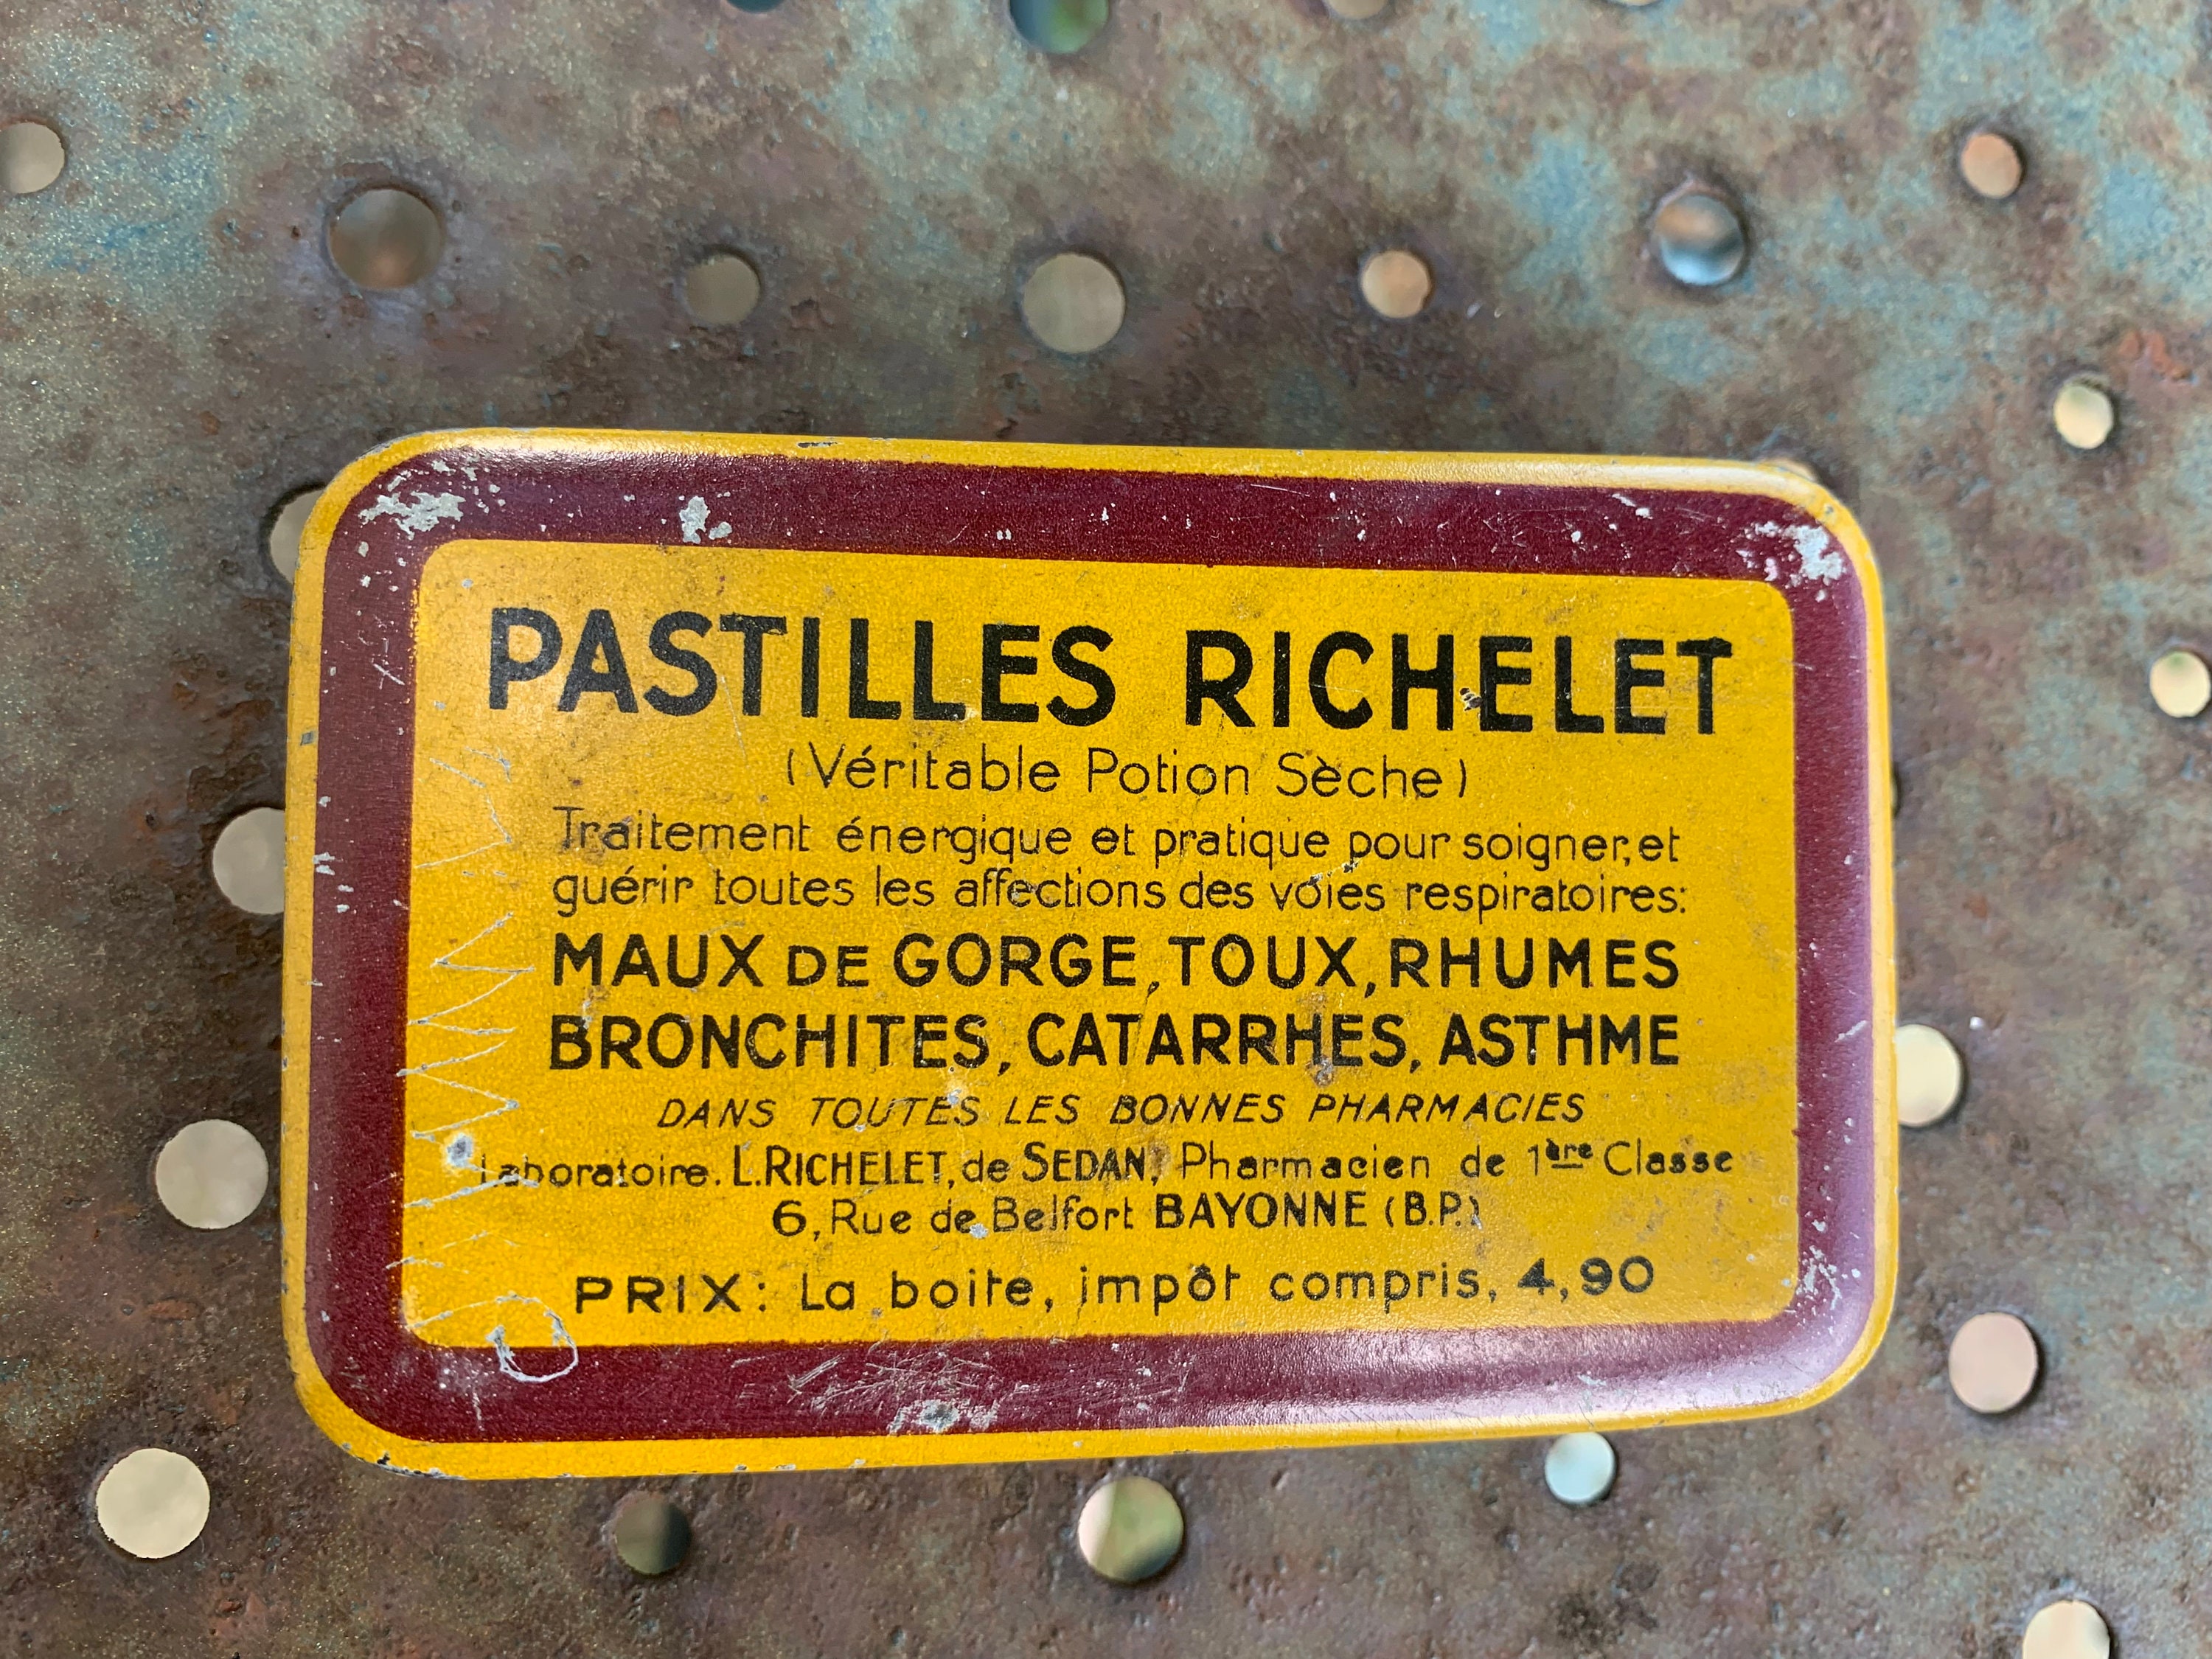 PASTILLES RICHELET
(Véritable Potion Sèche)
Traitement énergique et pratique pour soigner, et
guérir toutes les affections des voies respiratoires:
MAUX DE GORGE, TOUX, RHUMES
BRONCHITES, CATARRHES, ASTHME
DANS TOUTES LES BONNES PHARMACIES
Laboratoire. L. RICHELET, de SEDAN, Pharmacien de 1ère Classe
6, Rue de Belfort BAYONNE (B.P.)
PRIX: La boite, impôt compris, 4,90